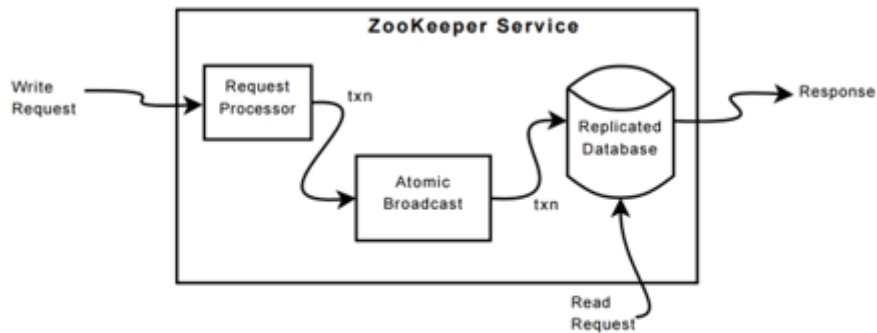 ZooKeeper Service
Write
Request
Request
Processor
txn
Atomic
Broadcast
txn
Replicated
Database
Response
Read
Request